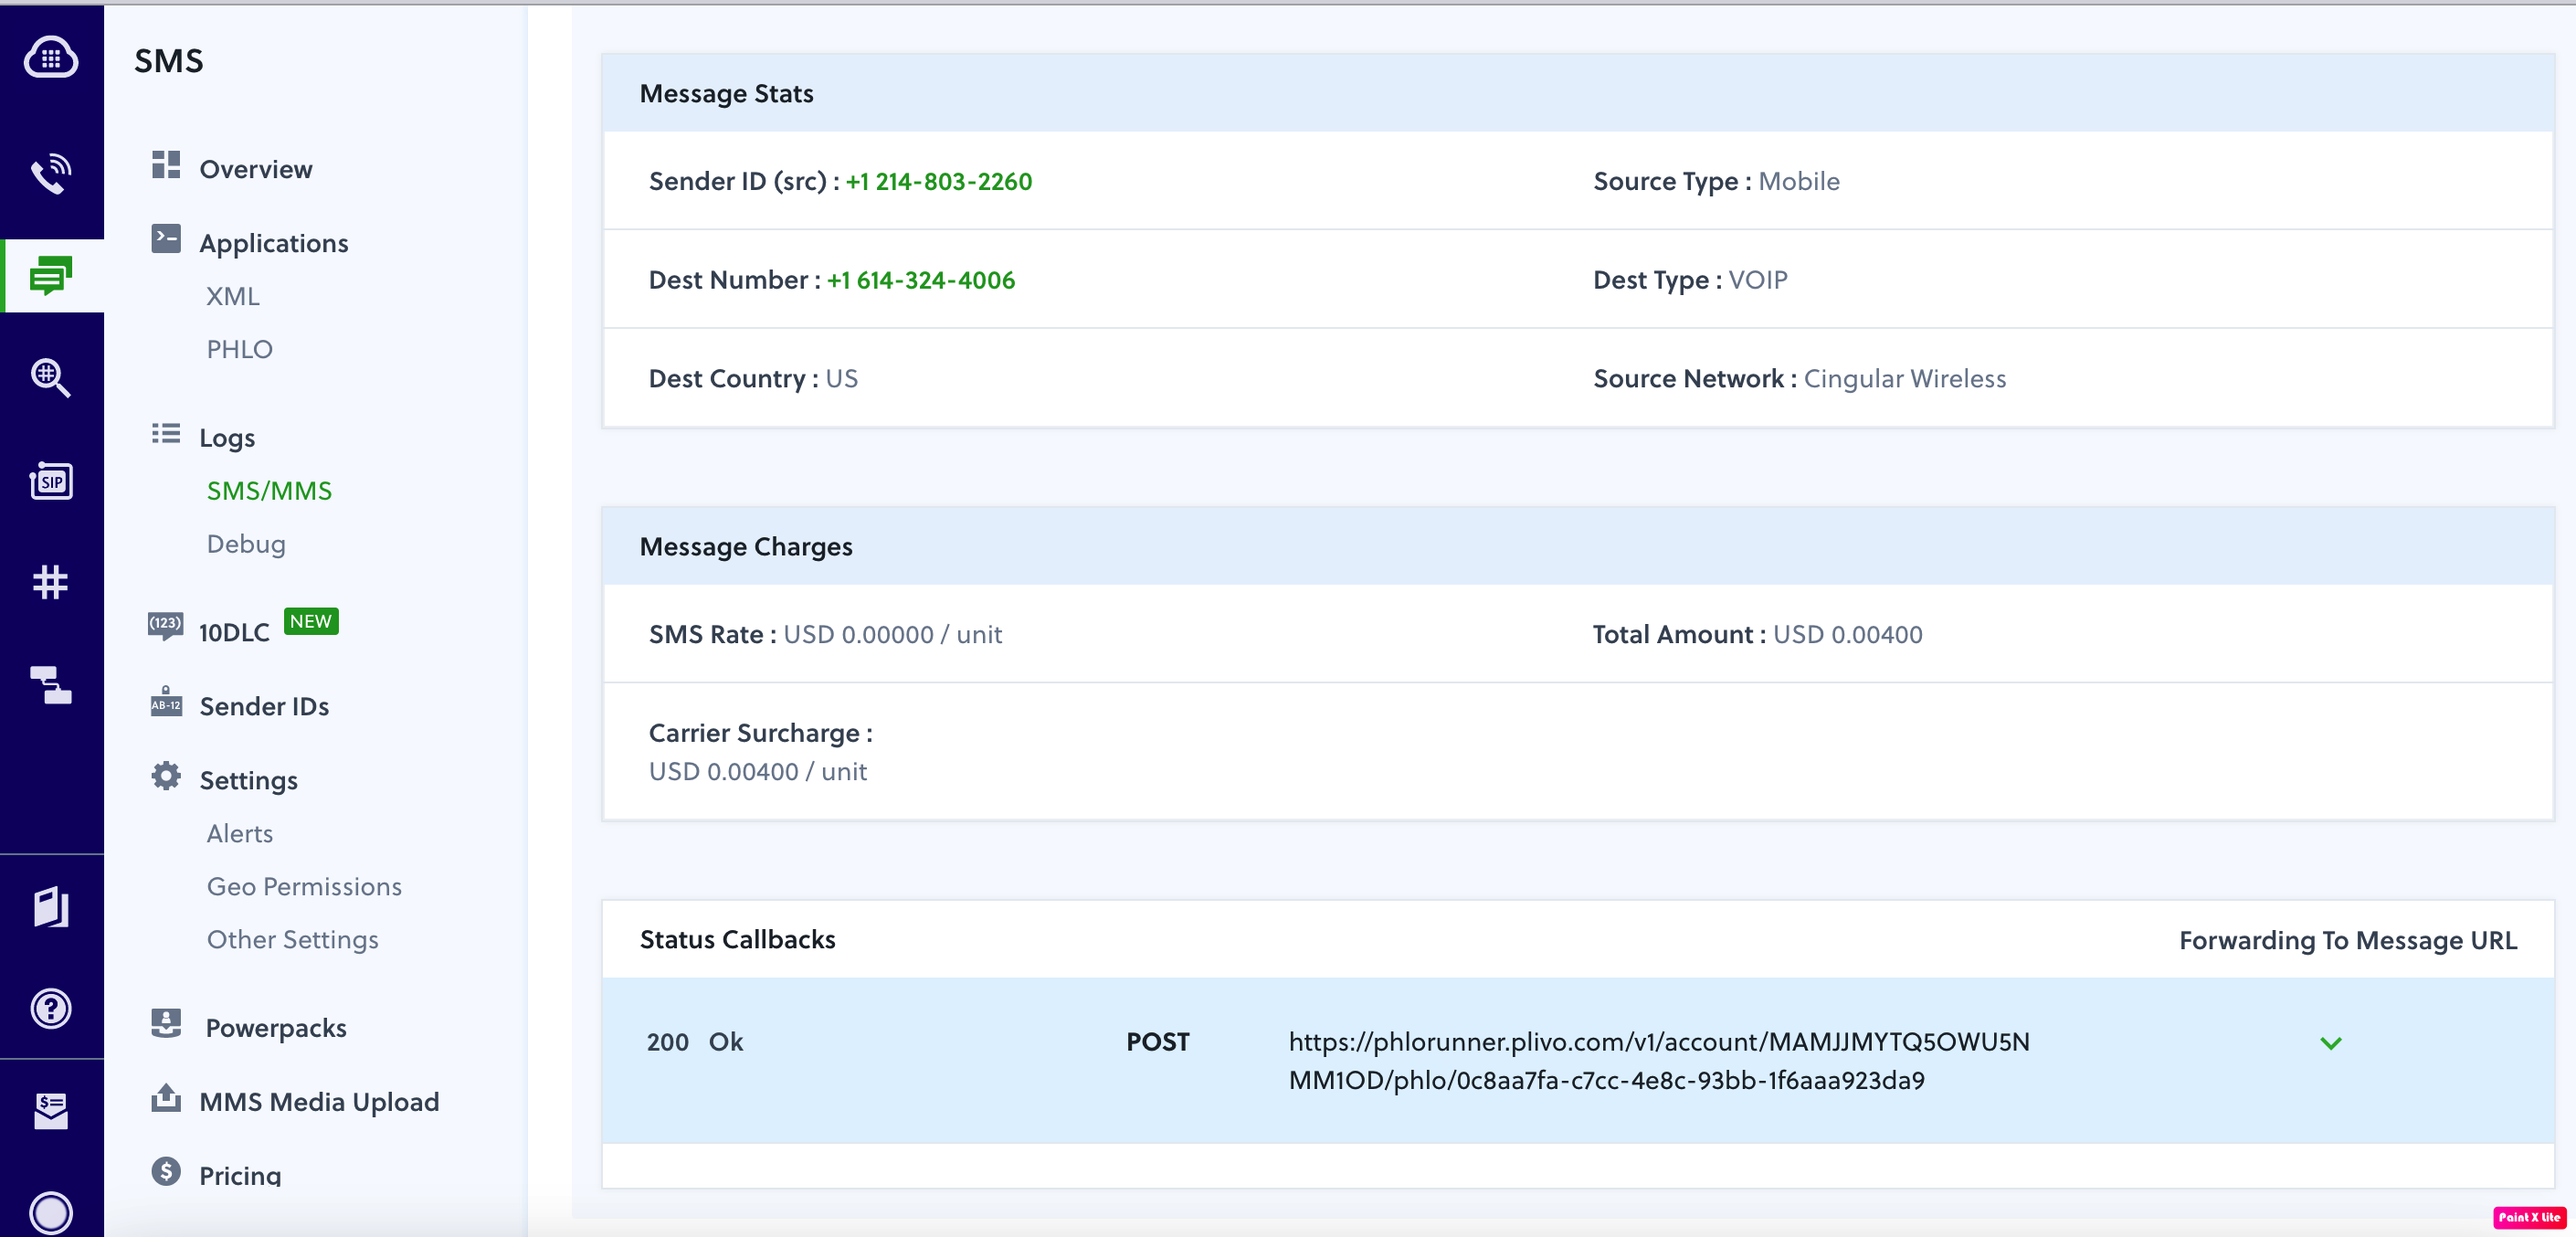 SMS
Overview
Applications
XML
PHLO
Logs
SMS/MMS
Debug
(123) 10DLC NEW
AB-12 Sender IDs
Settings
Alerts
Geo Permissions
Other Settings
Powerpacks
MMS Media Upload
$ Pricing
SIP
Message Stats
Sender ID (src) : +1 214-803-2260
Source Type : Mobile
Dest Number : +1 614-324-4006
Dest Type : VOIP
Dest Country : US
Source Network : Cingular Wireless
Message Charges
SMS Rate : USD 0.00000 / unit
Total Amount : USD 0.00400
Carrier Surcharge :
USD 0.00400 / unit
Status Callbacks
Forwarding To Message URL
200 Ok
POST
https://phlorunner.plivo.com/v1/account/MAMJJMYTQ5OWU5N
MM1OD/phlo/0c8aa7fa-c7cc-4e8c-93bb-1f6aaa923da9
Paint X Lite